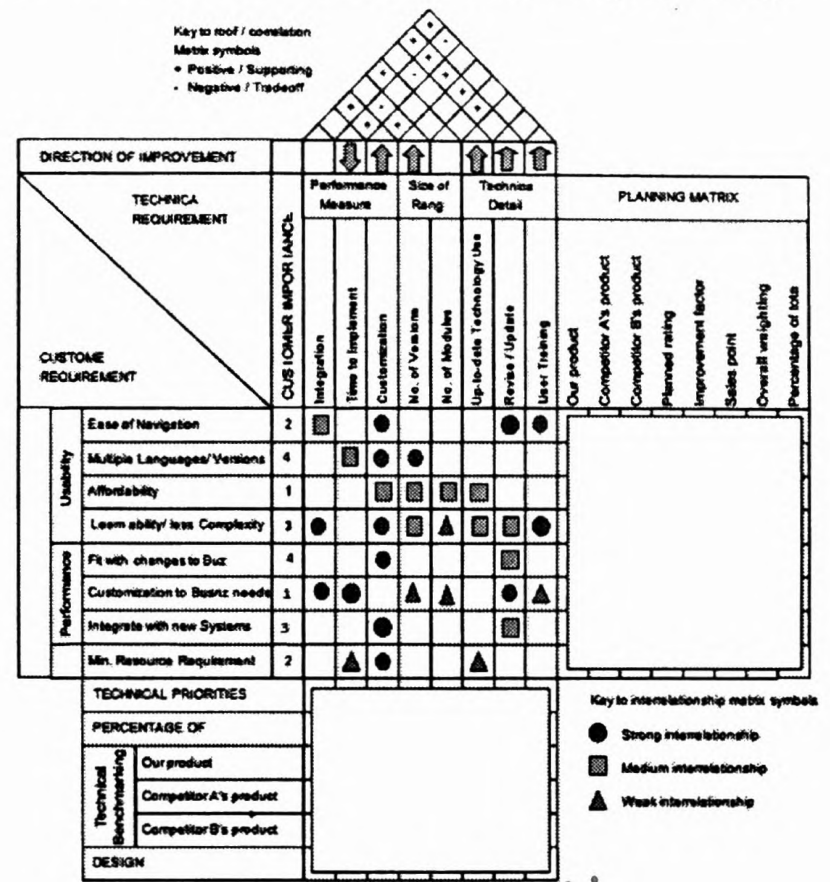 Key to roof / correlation
Matrix symbols
+ Positive / Supporting
- Negative / Tradeoff
DIRECTION OF IMPROVEMENT
TECHNICA
REQUIREMENT
CUSTOME
REQUIREMENT
CUSTOMER IMPORTANCE
Performance
Measure
Size of
Rang
Technica
Detail
PLANNING MATRIX
Integration
Time to Implement
Customization
No. of Versions
No. of Modules
Up-to-date Technology Use
Revise / Update
User Training
Our product
Competitor A's product
Competitor B's product
Planned rating
Improvement factor
Sales point
Overall weighting
Percentage of tota
Usability
Ease of Navigation 2
Multiple Languages/ Versions 4
Affordability 1
Learn ability/ less Complexity 3
Performance
Fit with changes to Buz 4
Customization to Busnz needs 1
Integrate with new Systems 3
Min. Resource Requirement 2
TECHNICAL PRIORITIES
PERCENTAGE OF
Technical
Benchmarking
Our product
Competitor A's product
Competitor B's product
DESIGN
Key to interrelationship matrix symbols
Strong interrelationship
Medium interrelationship
Weak interrelationship